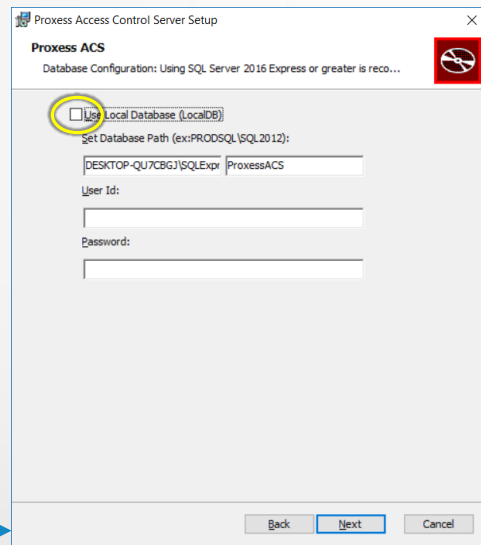 Proxess Access Control Server Setup
Proxess ACS
Database Configuration: Using SQL Server 2016 Express or greater is reco...
Use Local Database (LocalDB)
Set Database Path (ex:PRODSQL\SQL2012):
DESKTOP-QU7CBGJ\SQLExpr ProxessACS
User Id:
Password:
Back Next Cancel